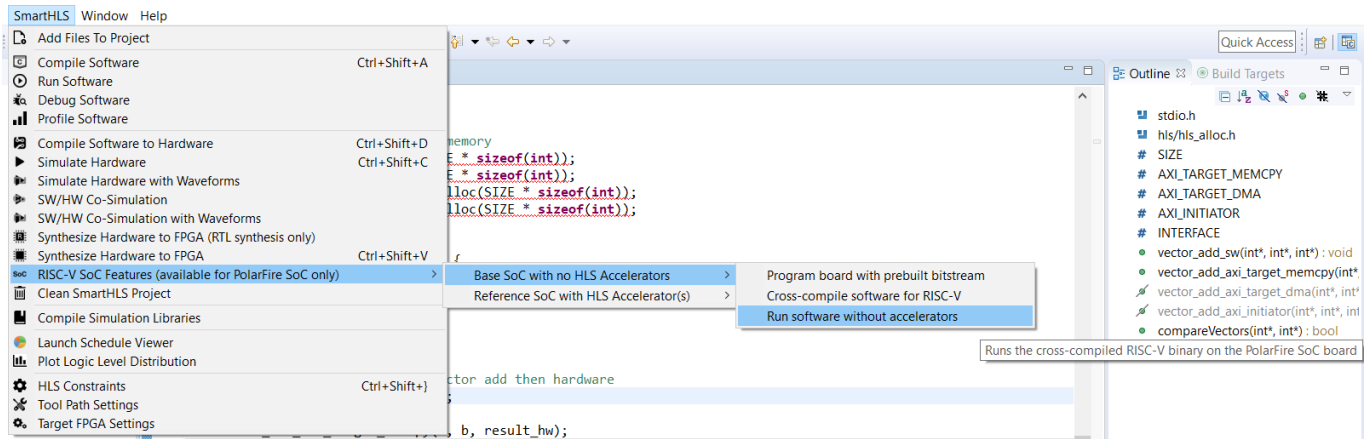 SmartHLS Window Help
Add Files To Project
Compile Software Ctrl+Shift+A
Run Software
Debug Software
Profile Software
Compile Software to Hardware Ctrl+Shift+D
Simulate Hardware Ctrl+Shift+C
Simulate Hardware with Waveforms
SW/HW Co-Simulation
SW/HW Co-Simulation with Waveforms
Synthesize Hardware to FPGA (RTL synthesis only)
Synthesize Hardware to FPGA Ctrl+Shift+V
RISC-V SoC Features (available for PolarFire SoC only)
Clean SmartHLS Project
Compile Simulation Libraries
Launch Schedule Viewer
Plot Logic Level Distribution
HLS Constraints Ctrl+Shift+}
Tool Path Settings
Target FPGA Settings
Base SoC with no HLS Accelerators
Reference SoC with HLS Accelerator(s)
Program board with prebuilt bitstream
Cross-compile software for RISC-V
Run software without accelerators
Runs the cross-compiled RISC-V binary on the PolarFire SoC board
memory
E * sizeof(int));
E * sizeof(int));
lloc(SIZE * sizeof(int));
lloc(SIZE * sizeof(int));
{
ctor add then hardware
;
, b, result_hw);
Quick Access
Outline Build Targets
stdio.h
hls/hls_alloc.h
SIZE
AXI_TARGET_MEMCPY
AXI_TARGET_DMA
AXI_INITIATOR
INTERFACE
vector_add_sw(int*, int*, int*) : void
vector_add_axi_target_memcpy(int*,
vector_add_axi_target_dma(int*, int*
vector_add_axi_initiator(int*, int*, int
compareVectors(int*, int*) : bool